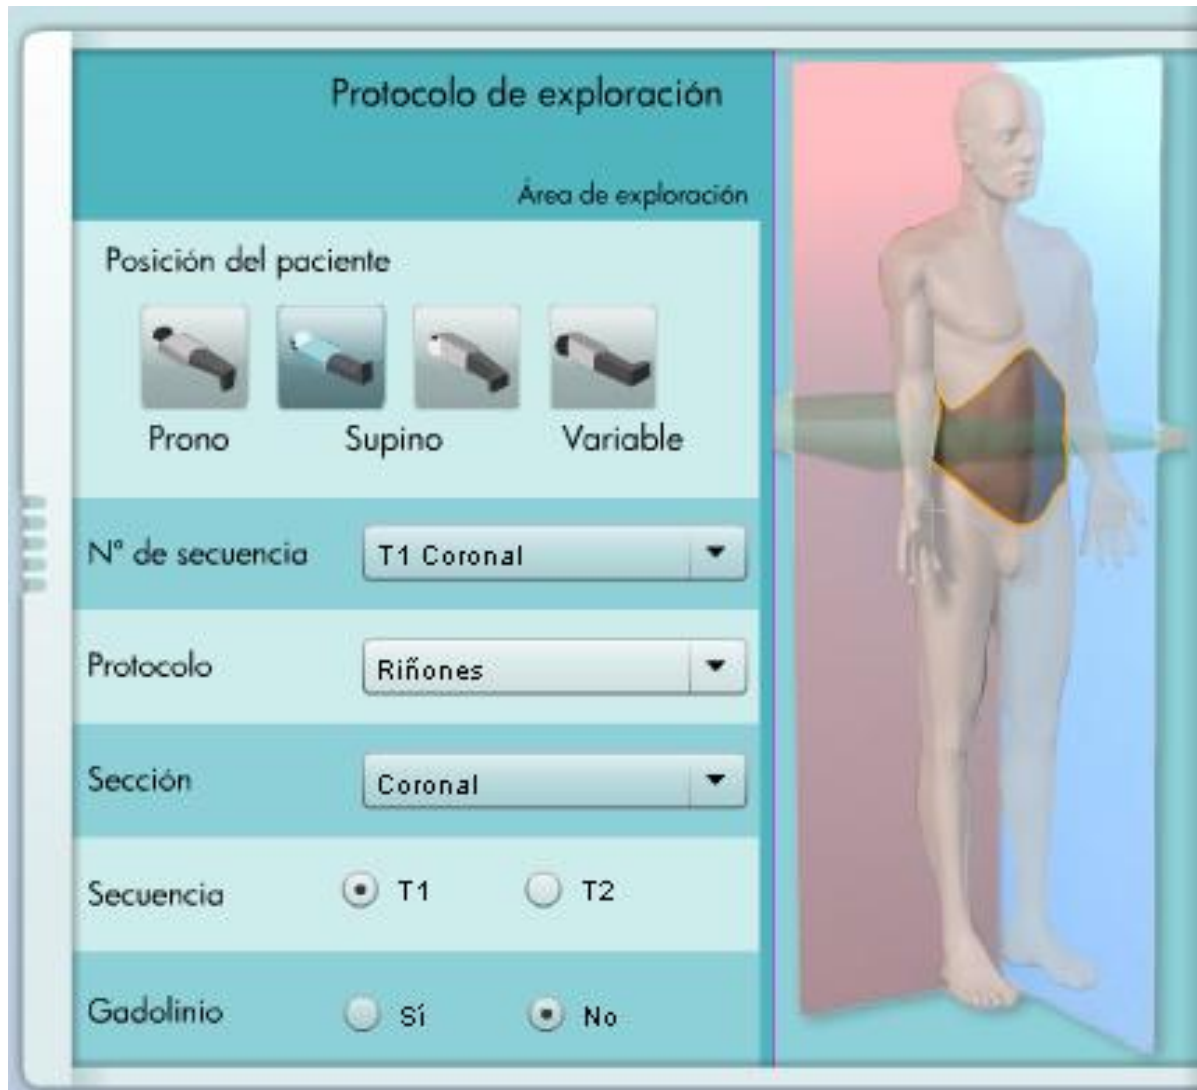 Protocolo de exploración
Área de exploración
Posición del paciente
Prono Supino Variable
N° de secuencia T1 Coronal
Protocolo Riñones
Sección Coronal
Secuencia T1 T2
Gadolinio Sí No